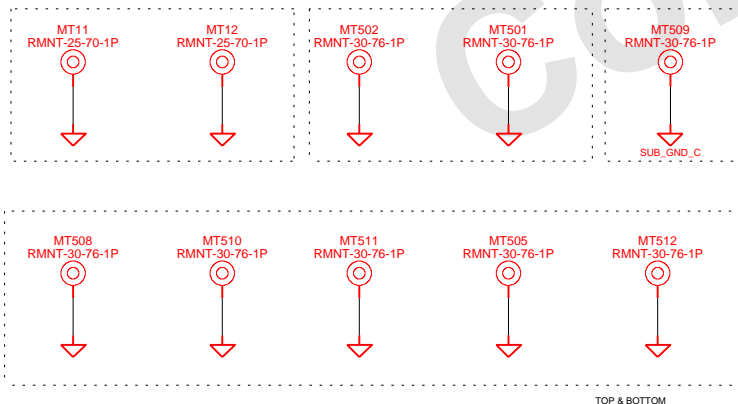 MT11
RMNT-25-70-1P
MT12
RMNT-25-70-1P
MT502
RMNT-30-76-1P
MT501
RMNT-30-76-1P
MT509
RMNT-30-76-1P
SUB_GND_C
MT508
RMNT-30-76-1P
MT510
RMNT-30-76-1P
MT511
RMNT-30-76-1P
MT505
RMNT-30-76-1P
MT512
RMNT-30-76-1P
TOP & BOTTOM